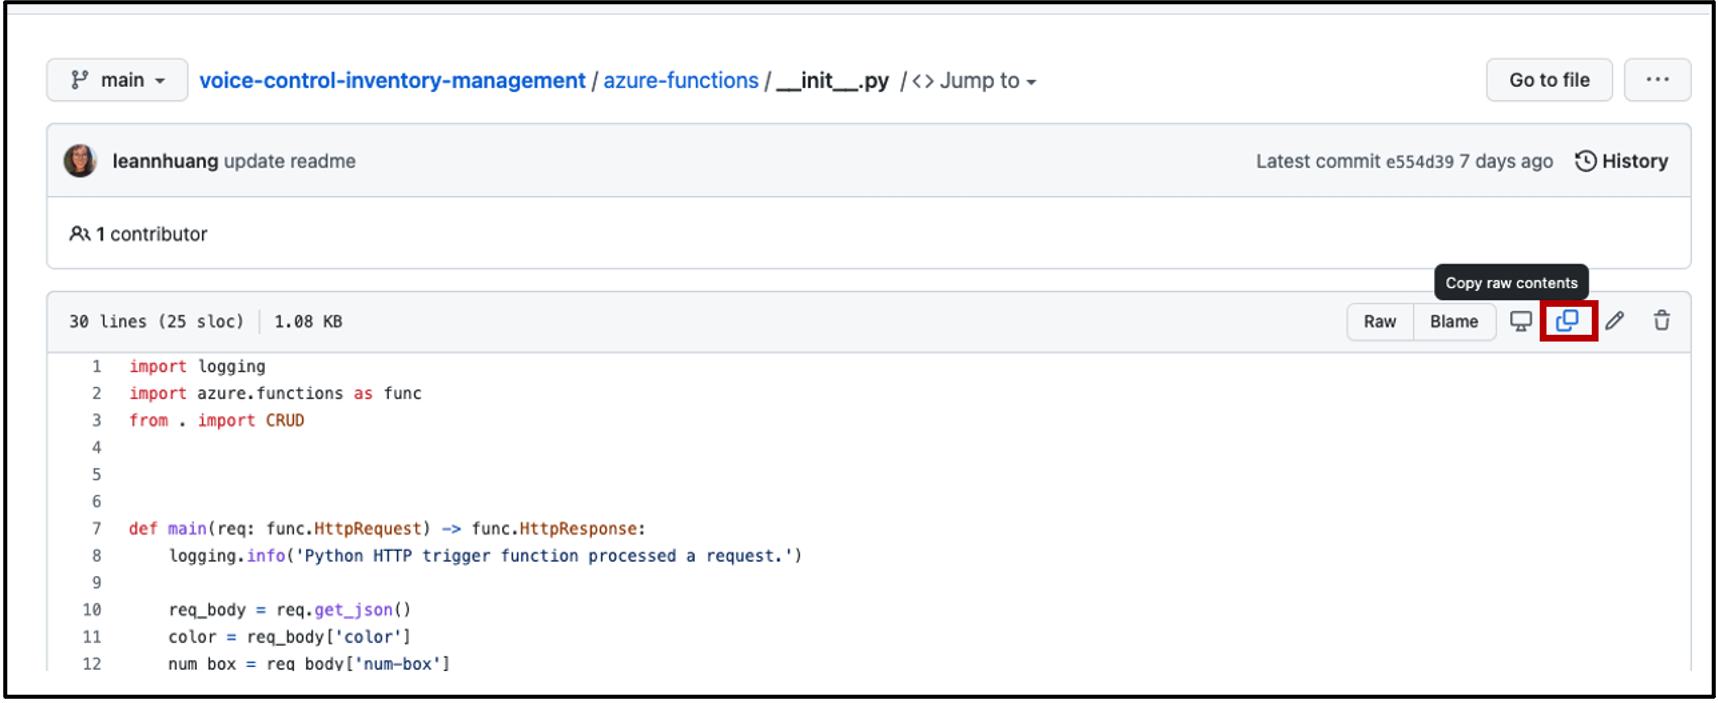 main voice-control-inventory-management / azure-functions / __init__.py / <> Jump to Go to file ...
leannhuang update readme Latest commit e554d39 7 days ago History
1 contributor
Copy raw contents
30 lines (25 sloc) 1.08 KB Raw Blame
1 import logging
2 import azure.functions as func
3 from . import CRUD
4
5
6
7 def main(req: func.HttpRequest) -> func.HttpResponse:
8 logging.info('Python HTTP trigger function processed a request.')
9
10 req_body = req.get_json()
11 color = req_body['color']
12 num_box = req_body['num-box']